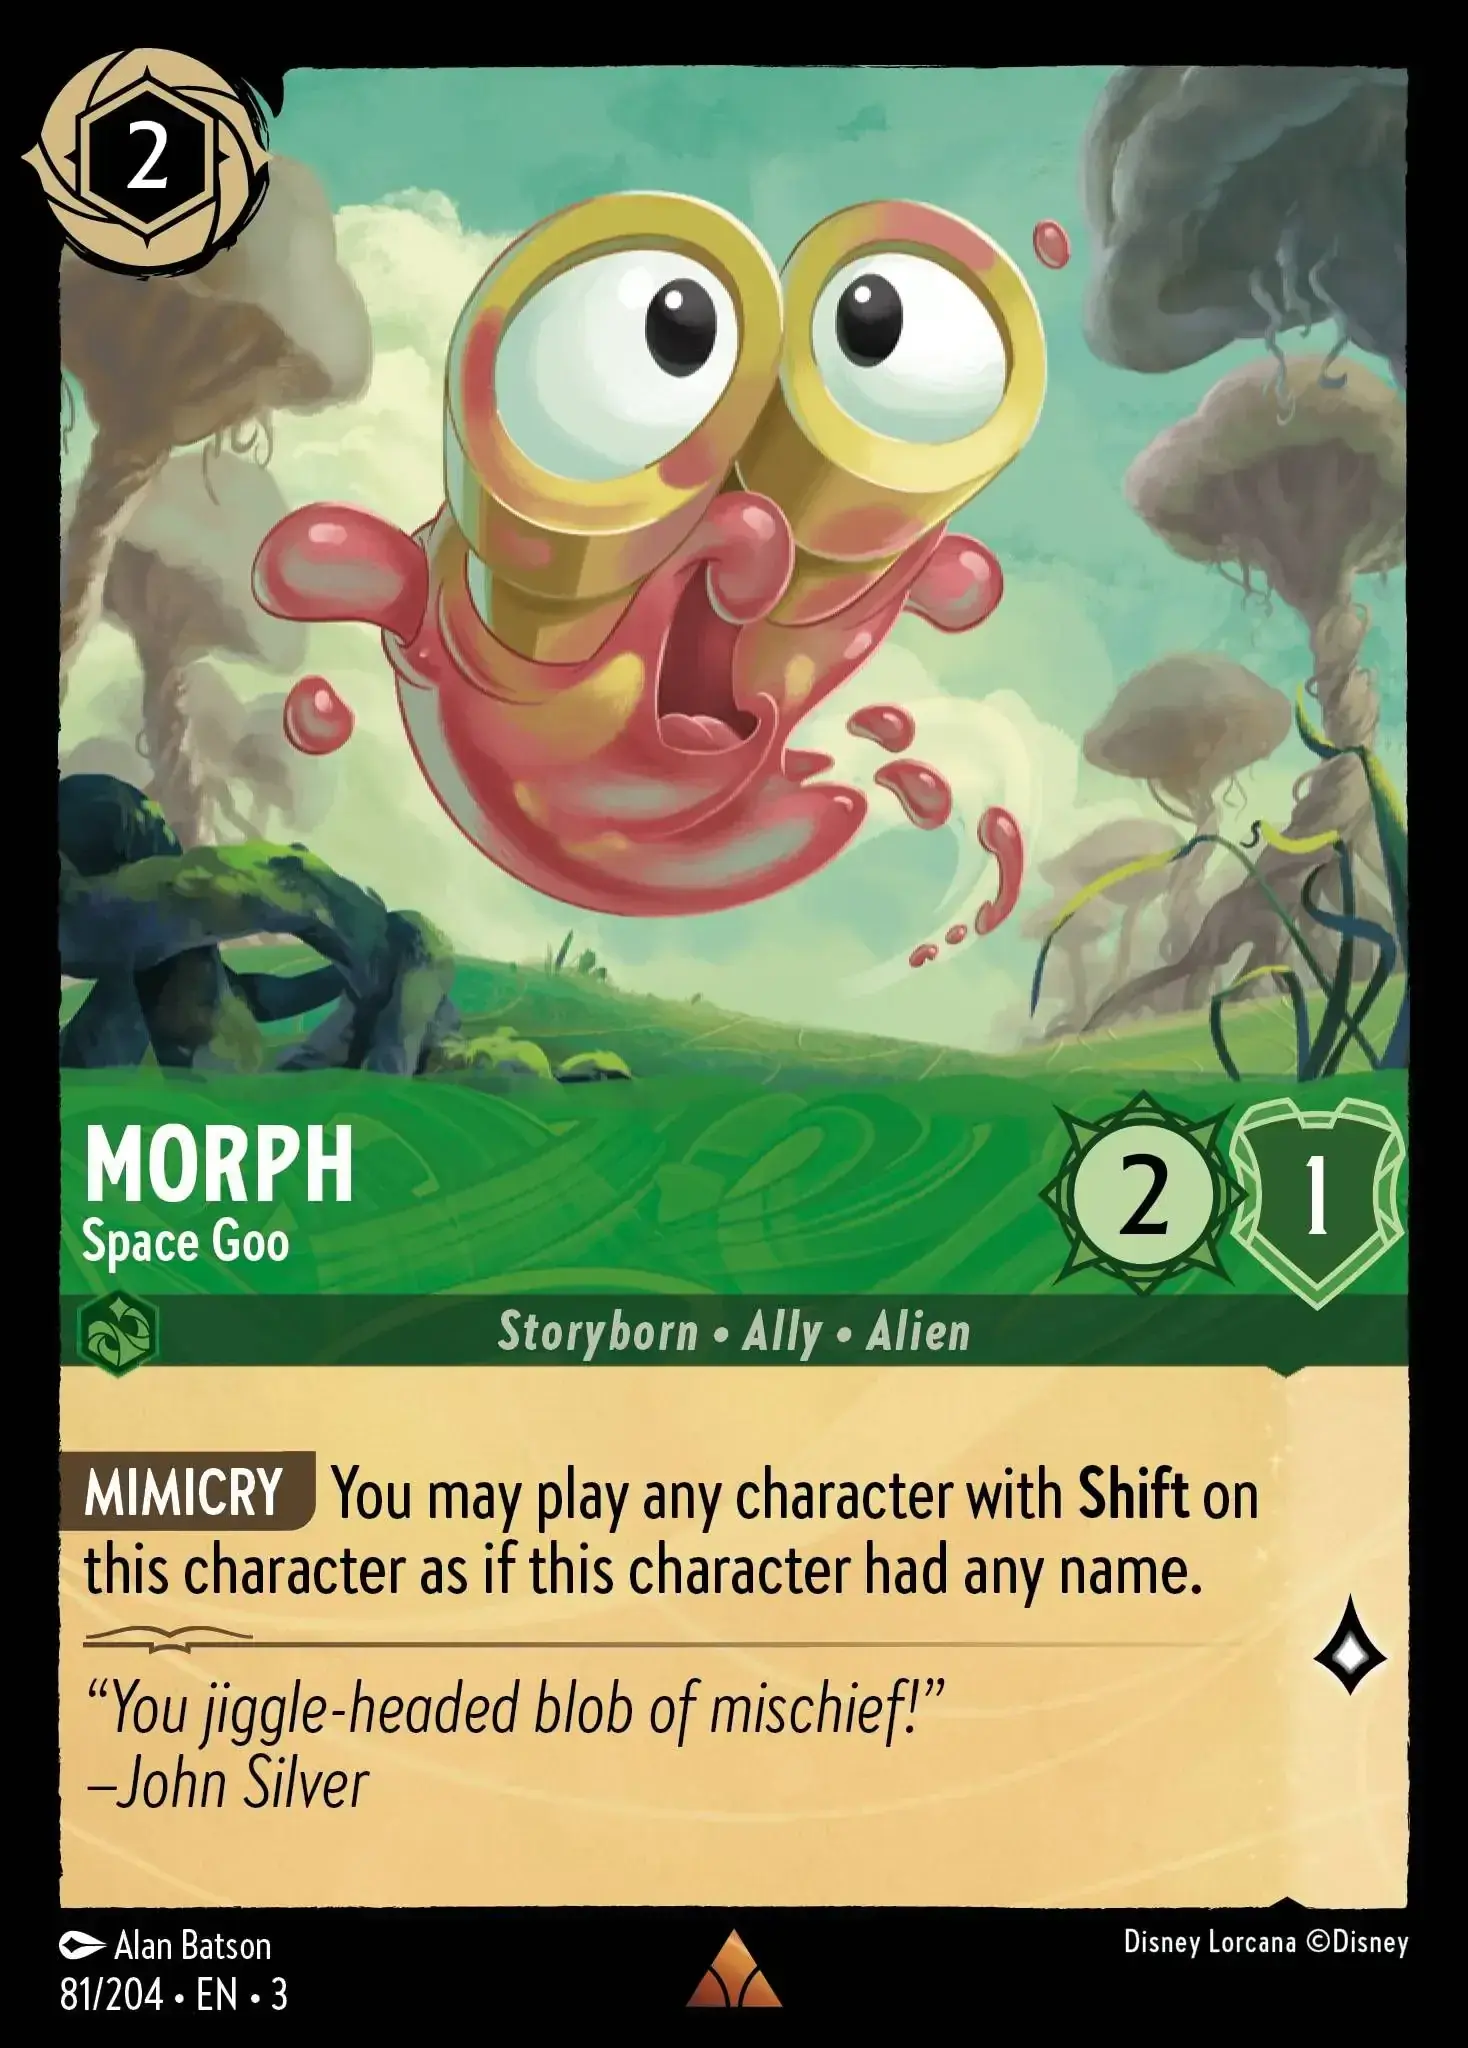 2
MORPH
Space Goo
2
1
Storyborn • Ally • Alien
MIMICRY You may play any character with Shift on
this character as if this character had any name.
“You jiggle-headed blob of mischief!”
–John Silver
Alan Batson
Disney Lorcana ©Disney
81/204 • EN • 3